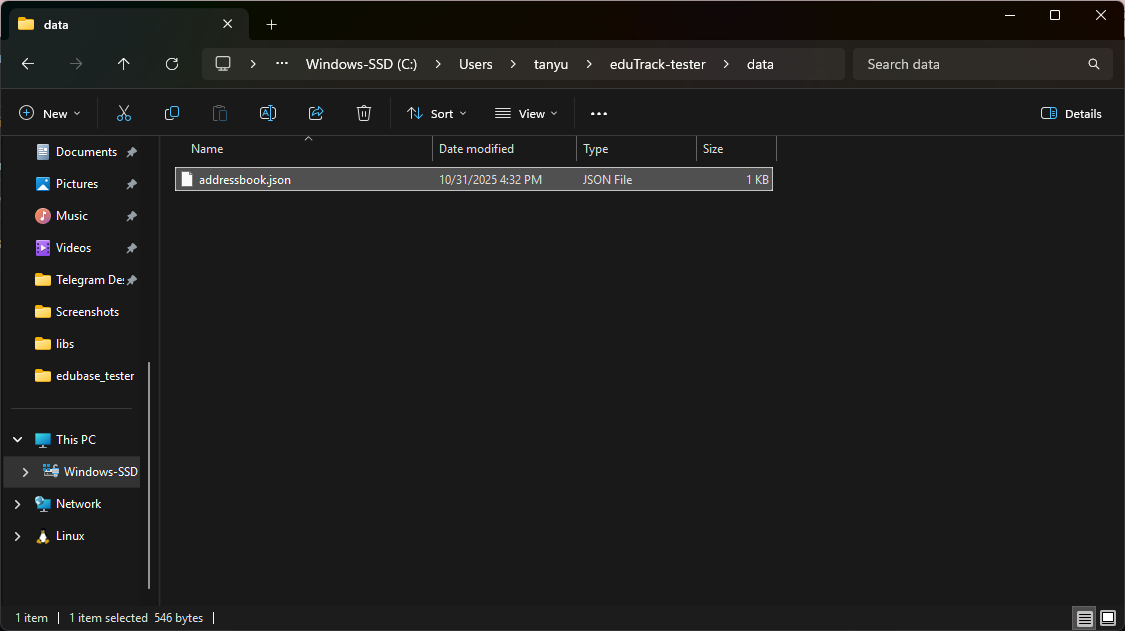 data
Windows-SSD (C:) Users tanyu eduTrack-tester data Search data
New Sort View Details
Name Date modified Type Size
addressbook.json 10/31/2025 4:32 PM JSON File 1 KB
Documents
Pictures
Music
Videos
Telegram De
Screenshots
libs
edubase_tester
This PC
Windows-SSD
Network
Linux
1 item 1 item selected 546 bytes